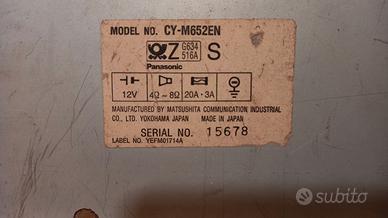 MODEL NO. CY-M652EN
Z G634 516A S
Panasonic
12V 4Ω~8Ω 20A·3A
MANUFACTURED BY MATSUSHITA COMMUNICATION INDUSTRIAL
CO., LTD. YOKOHAMA JAPAN MADE IN JAPAN
SERIAL NO. 15678
LABEL NO. YEFM01714A
subito